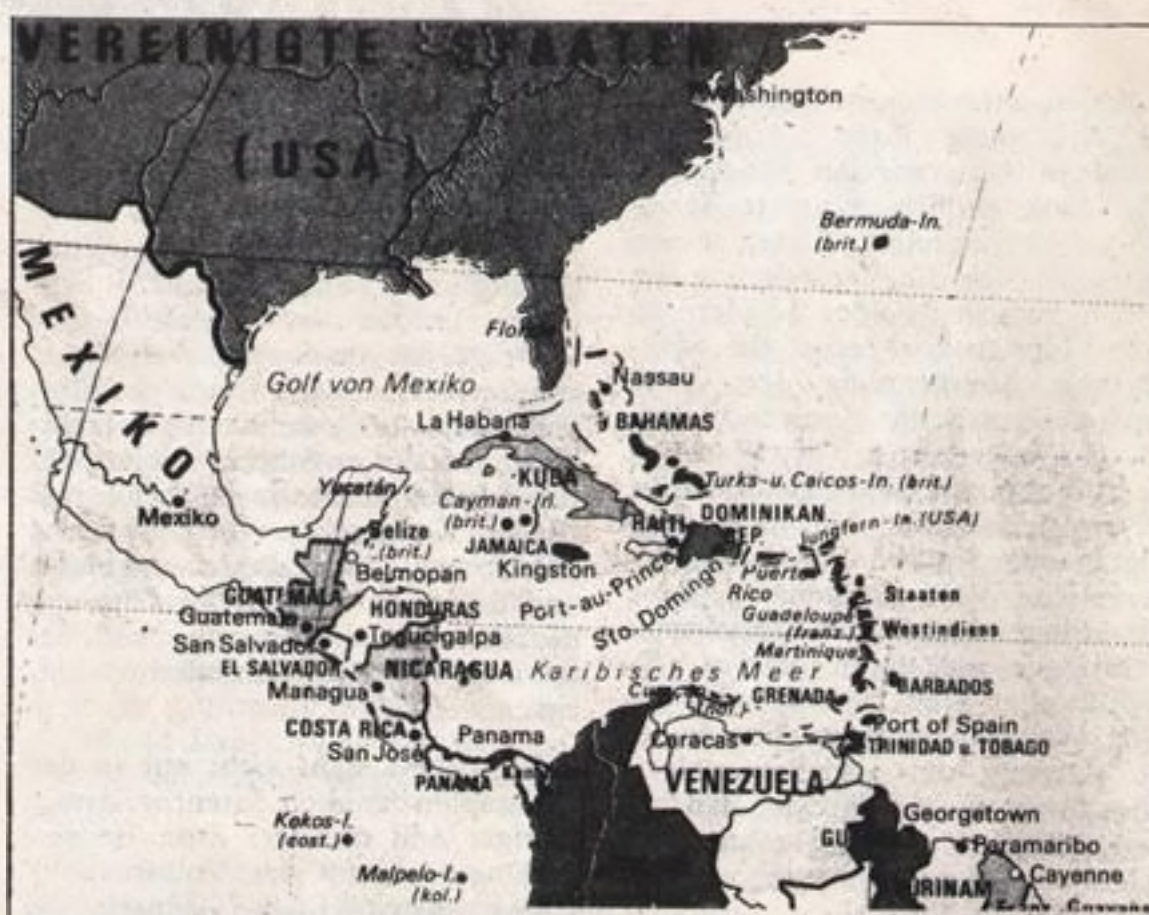 VEREINIGTE STAATEN
Washington
(USA)
Bermuda-In.
(brit.)
MEXIKO
Golf von Mexiko
Nassau
La Habana
BAHAMAS
KUBA
Turks-u. Caicos-In. (brit.)
Yucatán
Cayman-In.
(brit.)
Mexiko
HAITI
DOMINIKAN.
REP.
Jungfern-In. (USA)
Belize
(brit.)
Belmopan
JAMAICA
Kingston
Port-au-Prince
Sto. Domingo
Puerto
Rico
GUATEMALA
Guatemala
HONDURAS
Tegucigalpa
San Salvador
EL SALVADOR
NICARAGUA
Managua
Karibisches Meer
Guadeloupe
(franz.)
Martinique
Staaten
Westindiens
BARBADOS
GRENADA
COSTA RICA
San José
Panama
PANAMA
Caracas
VENEZUELA
Port of Spain
TRINIDAD u. TOBAGO
Kokos-I.
(cost.)
Malpelo-I.
(kol.)
Georgetown
GU
Paramaribo
Cayenne
URINAM